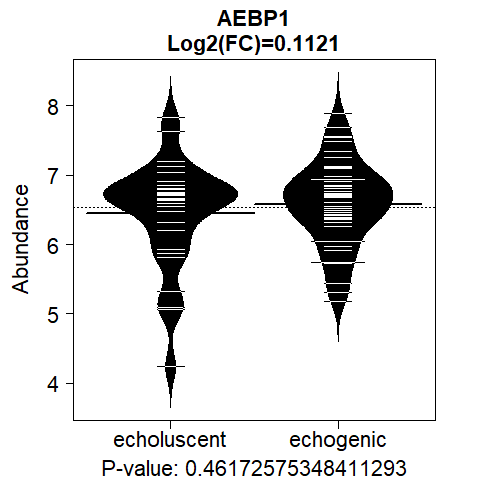 AEBP1
Log2(FC)=0.1121
Abundance
8
7
6
5
4
echoluscent echogenic
P-value: 0.46172575348411293